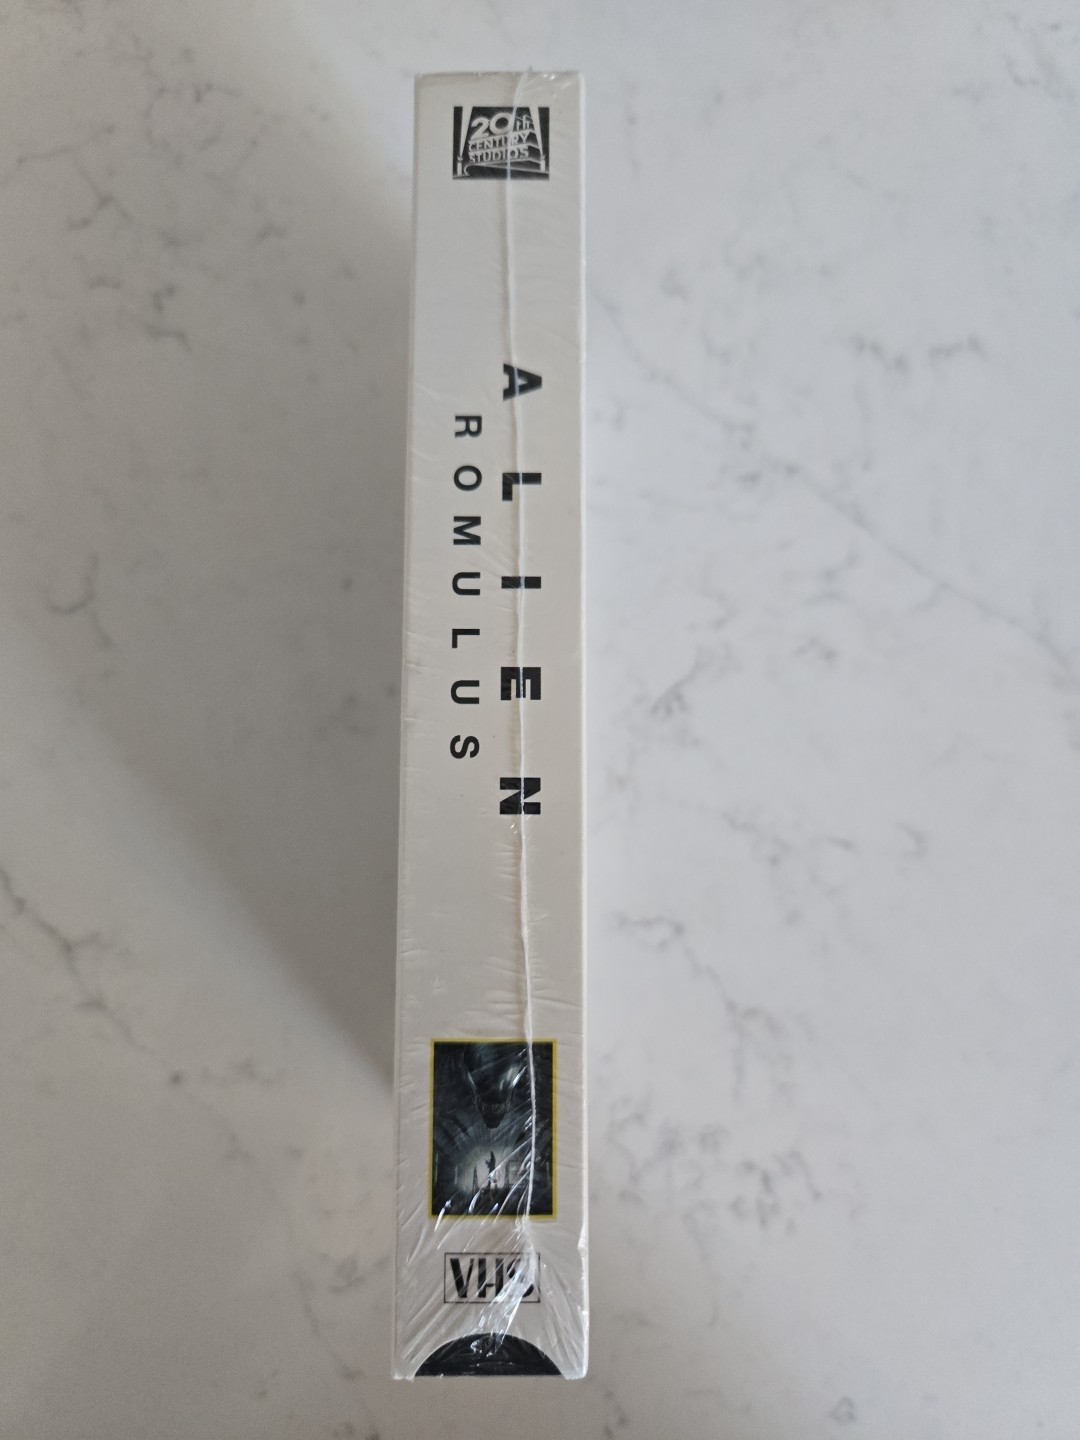 20th
CENTURY
STUDIOS
ALIEN
ROMULUS
VHS